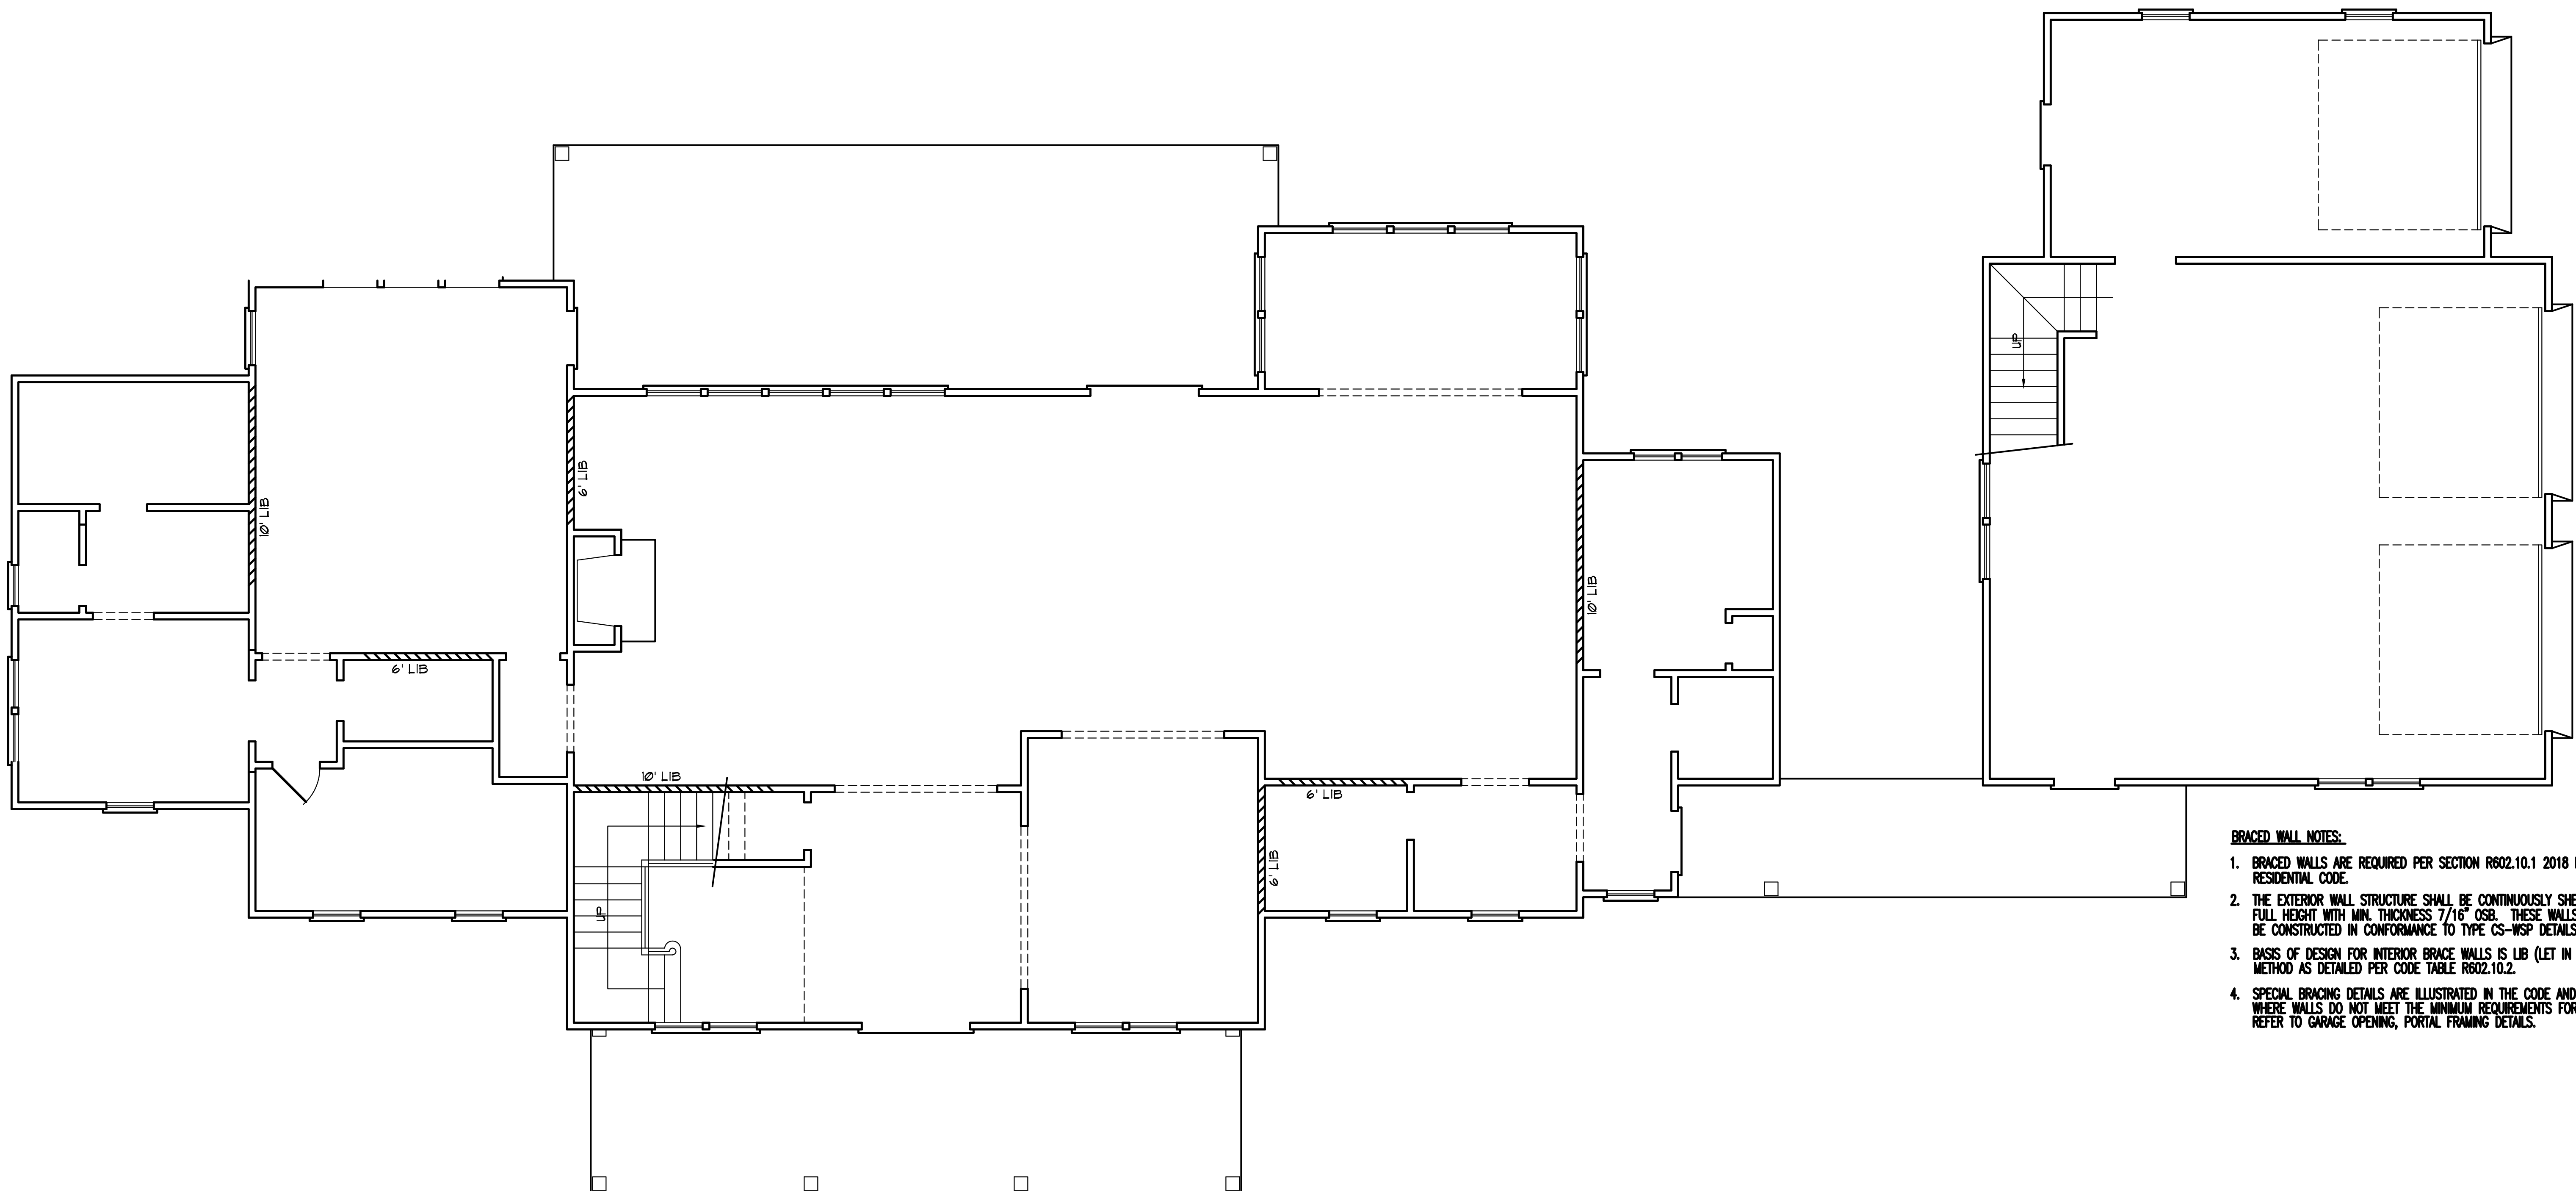 UP
6' LIB
10' LIB
10' LIB
6' LIB
10' LIB
6' LIB
6' LIB
UP
BRACED WALL NOTES:
1. BRACED WALLS ARE REQUIRED PER SECTION R602.10.1 2018
RESIDENTIAL CODE.
2. THE EXTERIOR WALL STRUCTURE SHALL BE CONTINUOUSLY
FULL HEIGHT WITH MIN. THICKNESS 7/16" OSB. THESE WALLS
BE CONSTRUCTED IN CONFORMANCE TO TYPE CS-WSP DETAILS
3. BASIS OF DESIGN FOR INTERIOR BRACE WALLS IS LIB (LET IN
METHOD AS DETAILED PER CODE TABLE R602.10.2.
4. SPECIAL BRACING DETAILS ARE ILLUSTRATED IN THE CODE AND
WHERE WALLS DO NOT MEET THE MINIMUM REQUIREMENTS FOR
REFER TO GARAGE OPENING, PORTAL FRAMING DETAILS.